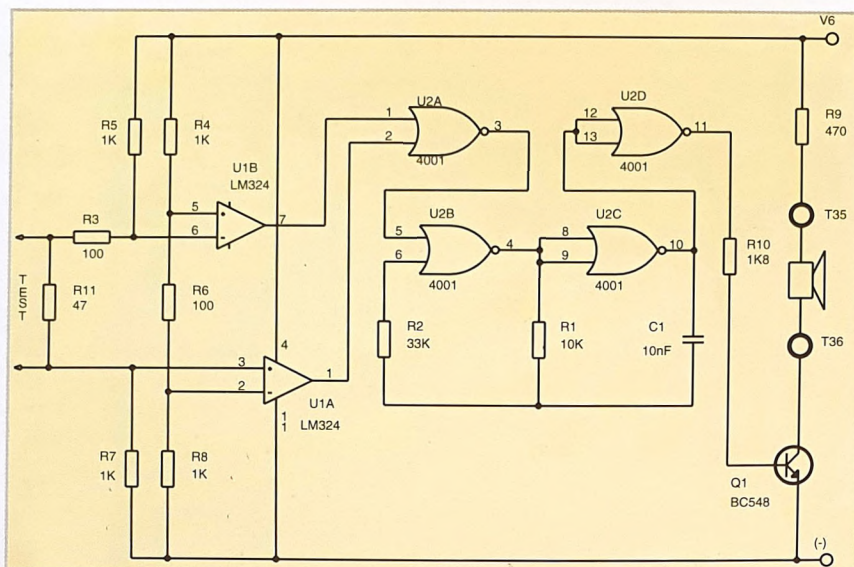 V6
U2A
U2D
R5
1K
R4
1K
1
2
3
4001
12
13
11
4001
R9
470
U1B
LM324
5
6
7
T35
R3
100
U2B
U2C
5
6
4
4001
8
9
10
4001
R10
1K8
TEST
R11
47
R6
100
R2
33K
R1
10K
C1
10nF
T36
4
3
2
1
U1A
LM324
1
1
R7
1K
R8
1K
Q1
BC548
(-)